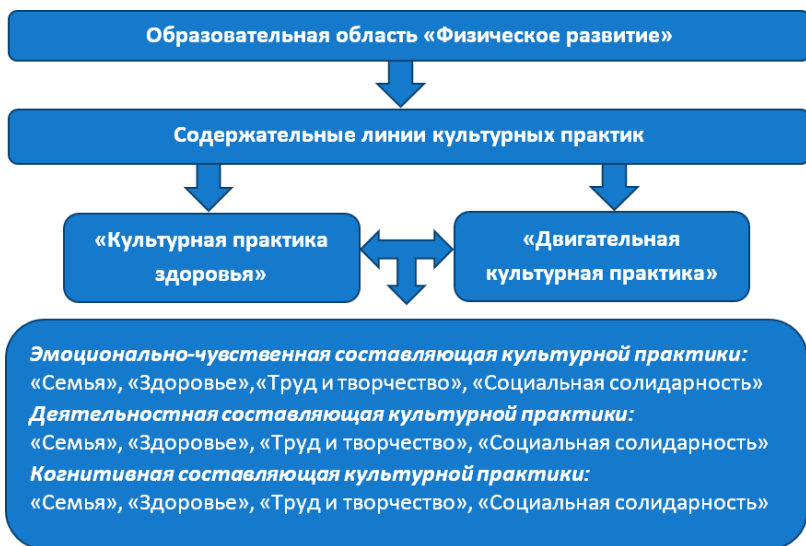 Образовательная область «Физическое развитие»
Содержательные линии культурных практик
«Культурная практика
здоровья»
«Двигательная
культурная практика»
Эмоционально-чувственная составляющая культурной практики:
«Семья», «Здоровье»,«Труд и творчество», «Социальная солидарность»
Деятельностная составляющая культурной практики:
«Семья», «Здоровье», «Труд и творчество», «Социальная солидарность»
Когнитивная составляющая культурной практики:
«Семья», «Здоровье», «Труд и творчество», «Социальная солидарность»